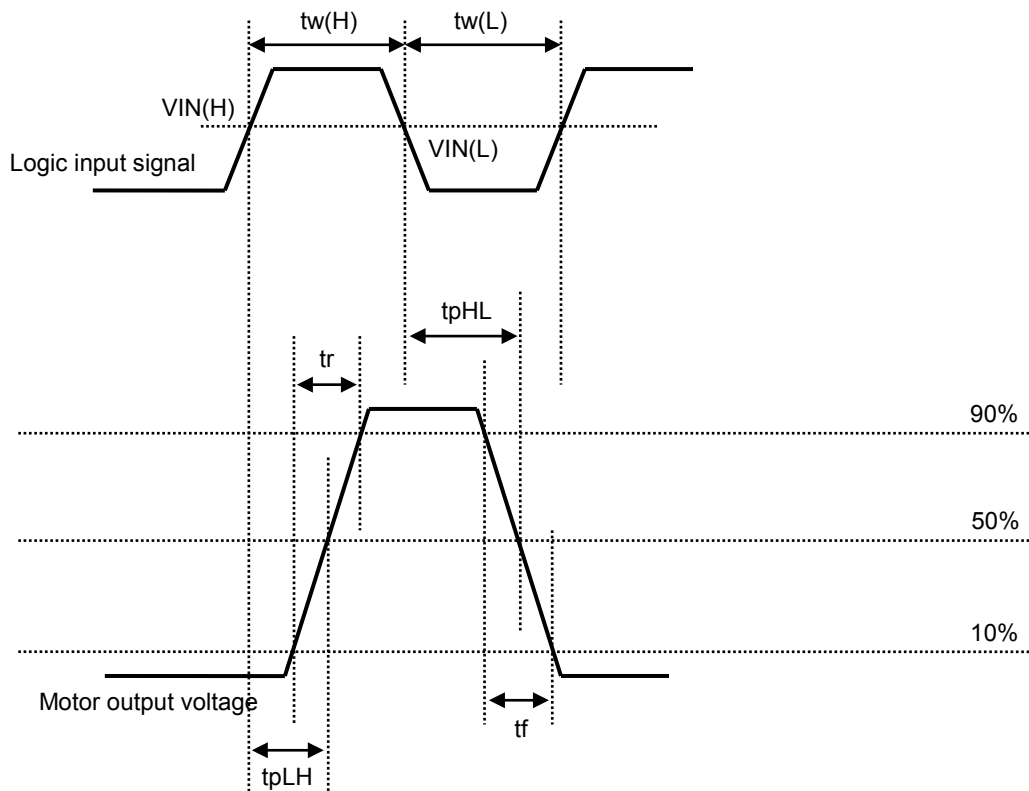 tw(H) tw(L)
VIN(H)
VIN(L)
Logic input signal
tpHL
tr
90%
50%
10%
Motor output voltage
tf
tpLH